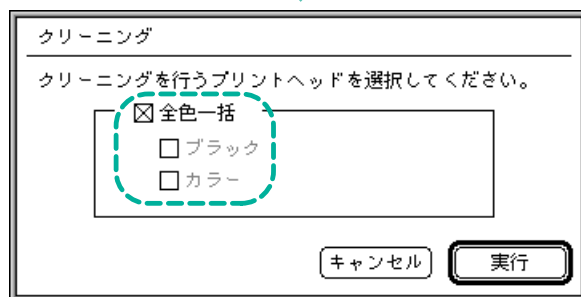 クリーニング
クリーニングを行うプリントヘッドを選択してください。
全色一括
ブラック
カラー
キャンセル 実行